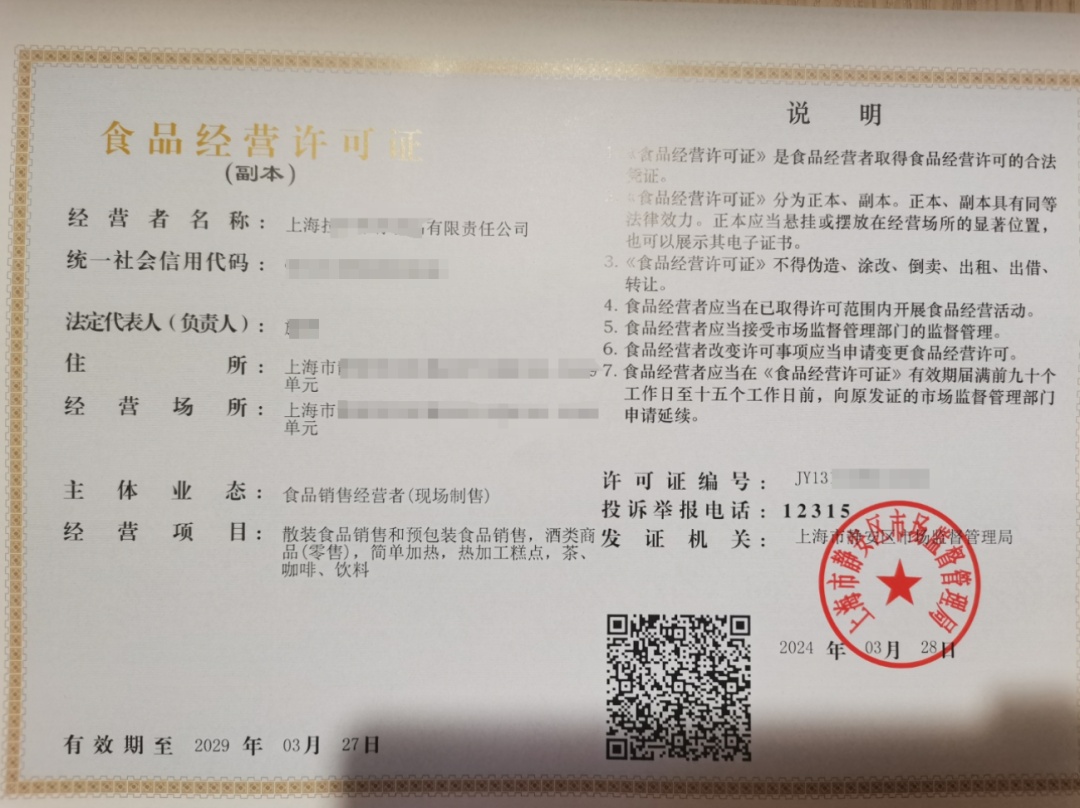 食品经营许可证
(副本)
经营者名称：上海 有限责任公司
统一社会信用代码：
法定代表人(负责人)：
住所：上海市
单元
经营场所：上海市
单元
主体业态：食品销售经营者(现场制售)
经营项目：散装食品销售和预包装食品销售，酒类商
品(零售)，简单加热，热加工糕点，茶、
咖啡、饮料
有效期至 2029 年 03月 27日
说明
《食品经营许可证》是食品经营者取得食品经营许可的合法
凭证。
《食品经营许可证》分为正本、副本。正本、副本具有同等
法律效力。正本应当悬挂或摆放在经营场所的显著位置，
也可以展示其电子证书。
3. 《食品经营许可证》不得伪造、涂改、倒卖、出租、出借、
转让。
4. 食品经营者应当在已取得许可范围内开展食品经营活动。
5. 食品经营者应当接受市场监督管理部门的监督管理。
6. 食品经营者改变许可事项应当申请变更食品经营许可。
7. 食品经营者应当在《食品经营许可证》有效期届满前九十个
工作日至十五个工作日前，向原发证的市场监督管理部门
申请延续。
许可证编号：JY131
投诉举报电话：12315
发证机关：上海市静安区市场监督管理局
上海市静安区市场监督管理局
2024 年 03月 28日